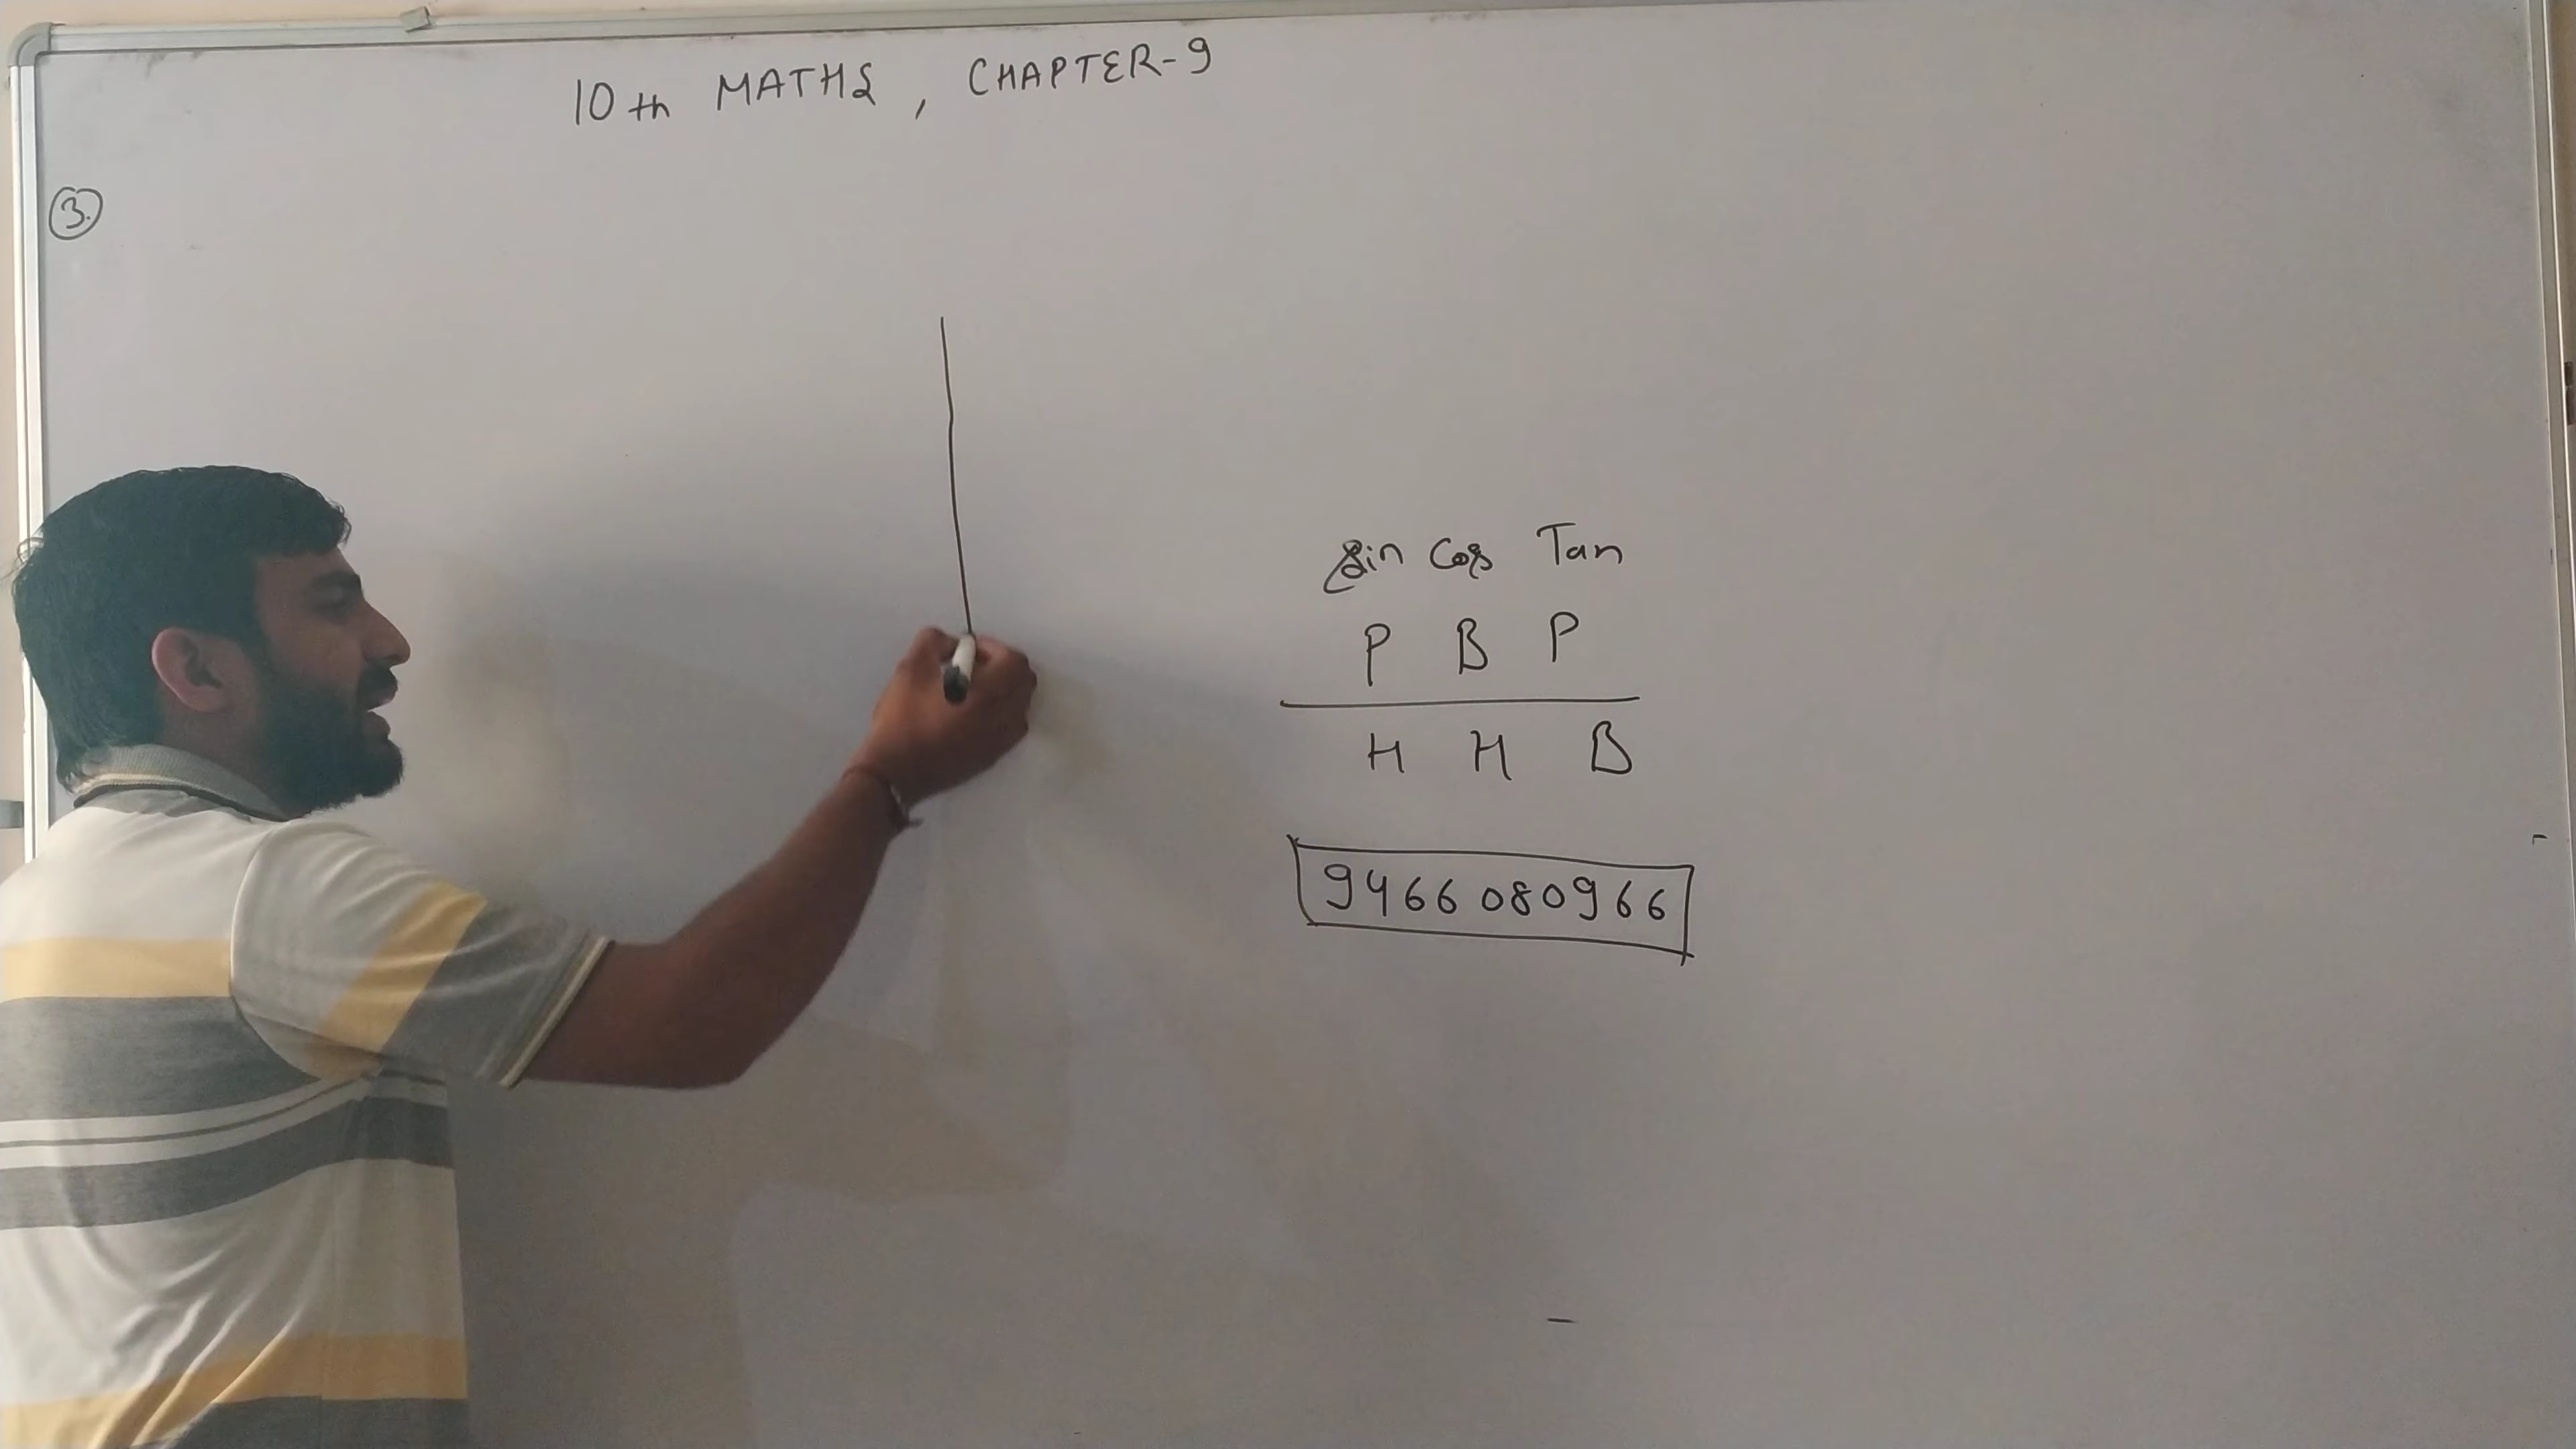 10th MATHS, CHAPTER-9
3.
Sin Cos Tan
P B P
H H B
9466080966